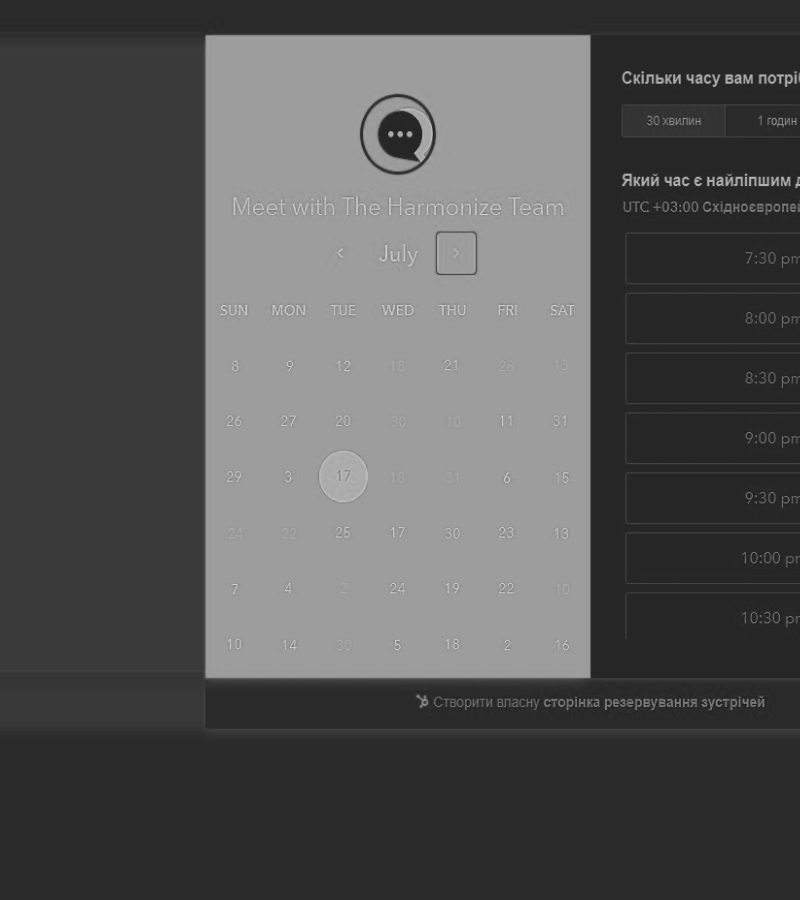 Meet with The Harmonize Team
July
SUN MON TUE WED THU FRI SAT
8 9 12 18 21 28 13
26 27 20 30 10 11 31
29 3 17 18 31 6 15
24 22 25 17 30 23 13
7 4 2 24 19 22 10
10 14 30 5 18 2 16
Скільки часу вам потріб
30 хвилин 1 годин
Який час є найліпшим д
UTC +03:00 Східноєвропей
7:30 pm
8:00 pm
8:30 pm
9:00 pm
9:30 pm
10:00 pm
10:30 pm
Створити власну сторінка резервування зустрічей